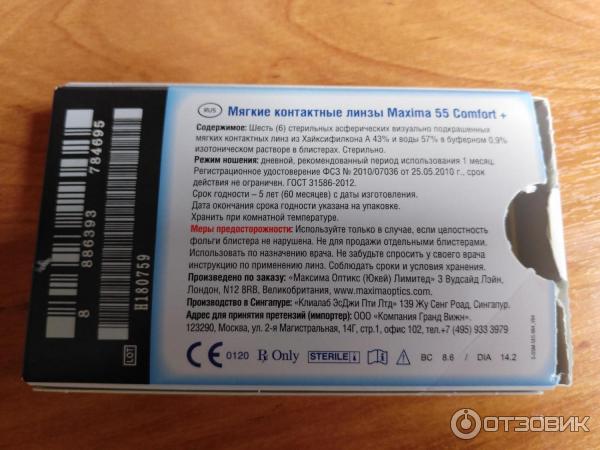 RUS Мягкие контактные линзы Maxima 55 Comfort +
Содержимое: Шесть (6) стерильных асферических визуально подкрашенных
мягких контактных линз из Хайксифилкона А 43% и воды 57% в буферном 0,9%
изотоническом растворе в блистерах. Стерильно.
Режим ношения: дневной, рекомендованный период использования 1 месяц.
Регистрационное удостоверение ФСЗ № 2010/07036 от 25.05.2010 г., срок
действия не ограничен. ГОСТ 31586-2012.
Срок годности – 5 лет (60 месяцев) с даты изготовления.
Дата окончания срока годности указана на упаковке.
Хранить при комнатной температуре.
Меры предосторожности: Используйте только в случае, если целостность
фольги блистера не нарушена. Не для продажи отдельными блистерами.
Использовать по назначению врача. Не забудьте спросить у своего врача
инструкцию по применению линз. Соблюдать сроки и условия хранения.
Произведено по заказу: «Максима Оптикс (Юкей) Лимитед» 3 Вудсайд Лэйн,
Лондон, N12 8RB, Великобритания, www.maximaoptics.com.
Произведено в Сингапуре: «Клиалаб ЭсДжи Пти Лтд» 139 Жу Сенг Роад, Сингапур.
Адрес для принятия претензий (импортер): ООО «Компания Гранд Вижн».
123290, Москва, ул. 2-я Магистральная, 14Г, стр.1, офис 102, тел.+7 (495) 933 3979
CE 0120 Rx Only STERILE BC 8.6 / DIA 14.2
8 886393 784695
H180759
LOT
ОТЗОВИК